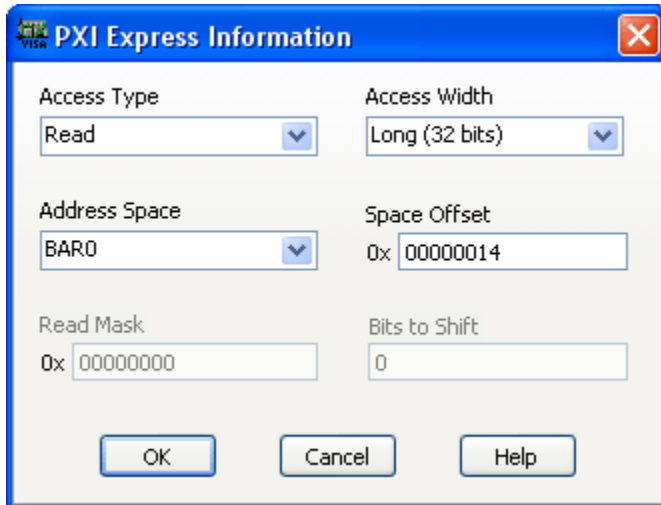 VISA PXI Express Information
Access Type Access Width
Read Long (32 bits)
Address Space Space Offset
BAR0 0x 00000014
Read Mask Bits to Shift
0x 00000000 0
OK Cancel Help